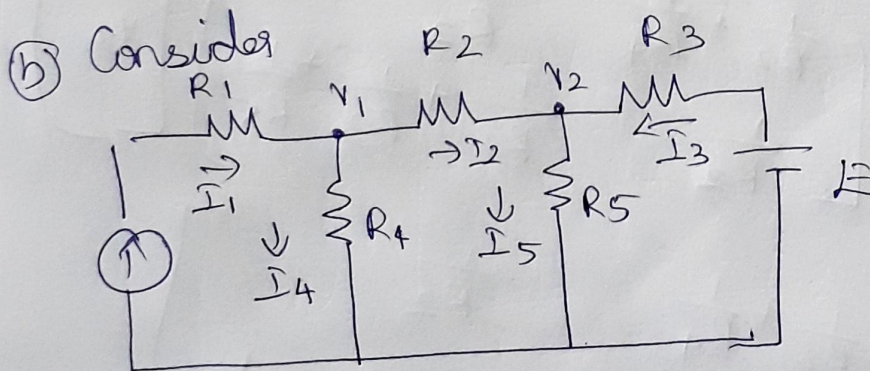 b) Consider
R1
R2
R3
V1
V2
→
I1
→I2
←
I3
E
↓
I4
R4
↓
I5
R5
↑